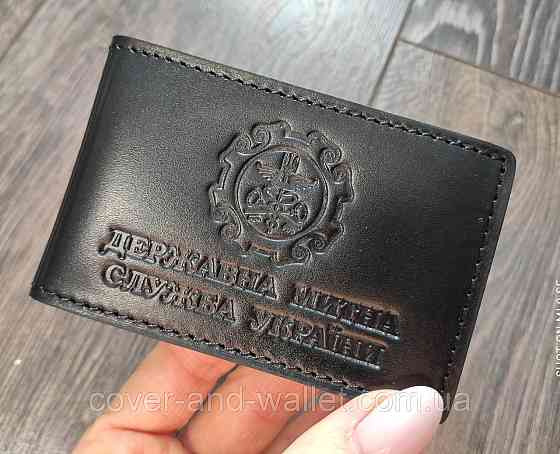 ДЕРЖАВНА МИТНА
СЛУЖБА УКРАЇНИ
cover-and-wallet.com.ua